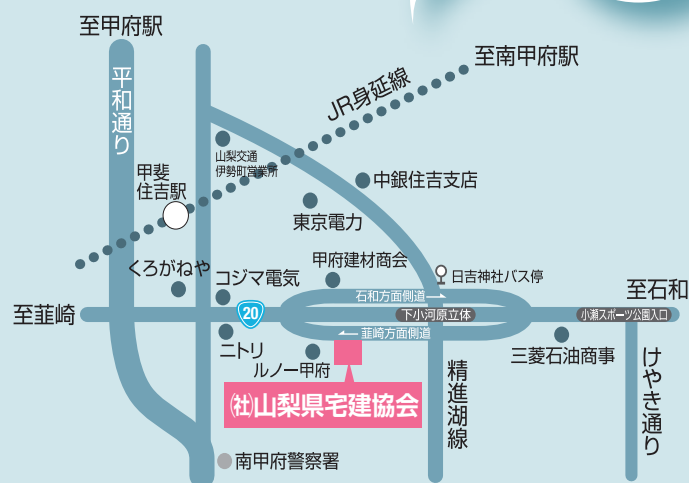 至甲府駅
平和通り
JR身延線
至南甲府駅
山梨交通
伊勢町営業所
甲斐
住吉駅
中銀住吉支店
東京電力
くろがねや
コジマ電気
甲府建材商会
日吉神社バス停
至石和
石和方面側道→
至韮崎
20
下小河原立体
小瀬スポーツ公園入口
←韮崎方面側道
ニトリ
ルノー甲府
三菱石油商事
けやき通り
精進湖線
㈳山梨県宅建協会
南甲府警察署